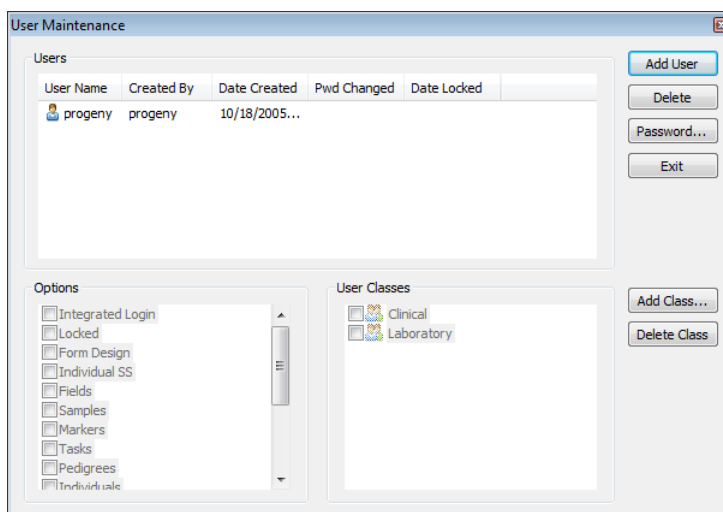 User Maintenance
Users
User Name Created By Date Created Pwd Changed Date Locked
progeny progeny 10/18/2005...
Add User
Delete
Password...
Exit
Options
Integrated Login
Locked
Form Design
Individual SS
Fields
Samples
Markers
Tasks
Pedigrees
Individuals
User Classes
Clinical
Laboratory
Add Class...
Delete Class